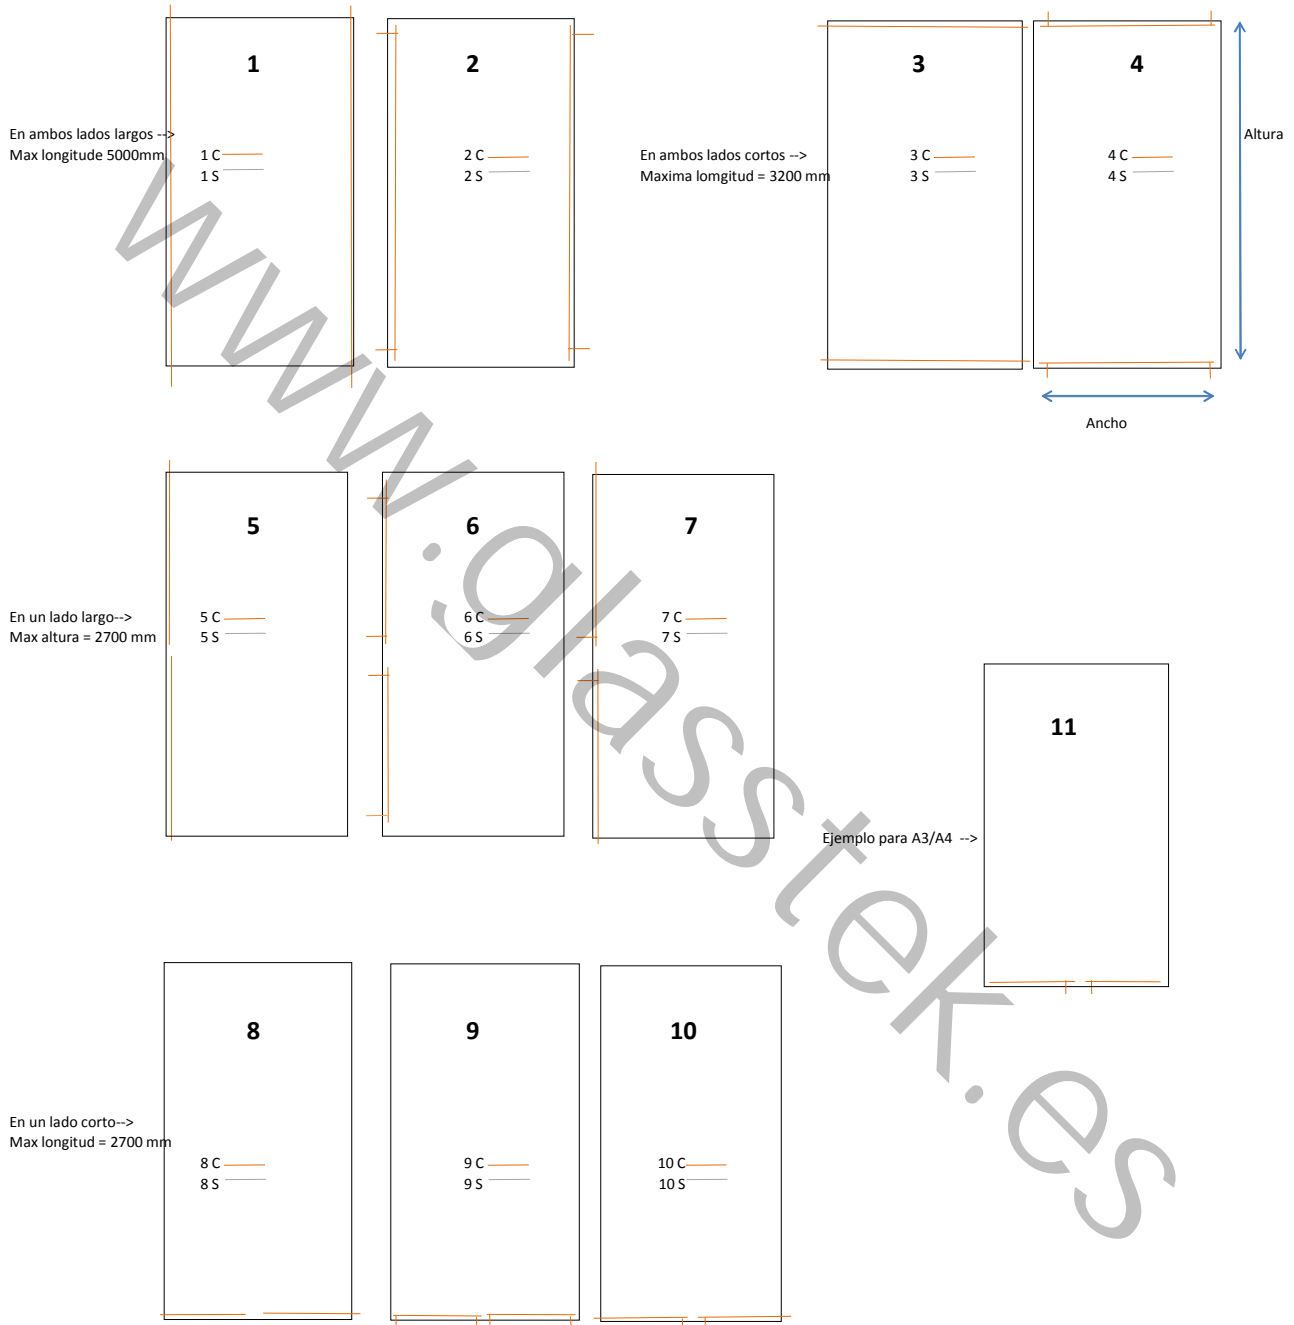 1
2
3
4
En ambos lados largos -->
Max longitude 5000mm
1 C
1 S
2 C
2 S
En ambos lados cortos -->
Maxima lomgitud = 3200 mm
3 C
3 S
4 C
4 S
Altura
Ancho
5
6
7
En un lado largo-->
Max altura = 2700 mm
5 C
5 S
6 C
6 S
7 C
7 S
11
Ejemplo para A3/A4 -->
8
9
10
En un lado corto-->
Max longitud = 2700 mm
8 C
8 S
9 C
9 S
10 C
10 S
www.glasstek.es